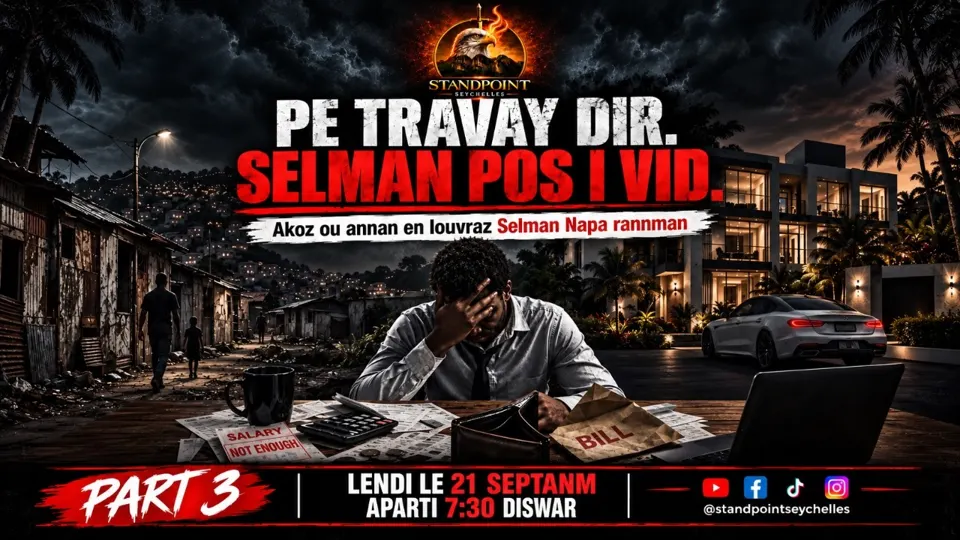 STANDPOINT
SEYCHELLES
PE TRAVAY DIR.
SELMAN POS I VID.
Akoz ou annan en louvraz Selman Napa rannman
SALARY
NOT ENOUGH
BILL
PART 3
LENDI LE 21 SEPTANM
APARTI 7:30 DISWAR
@standpointseychelles